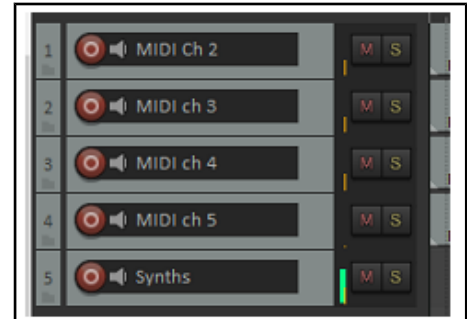 1 MIDI Ch 2 M S
2 MIDI ch 3 M S
3 MIDI ch 4 M S
4 MIDI ch 5 M S
5 Synths M S